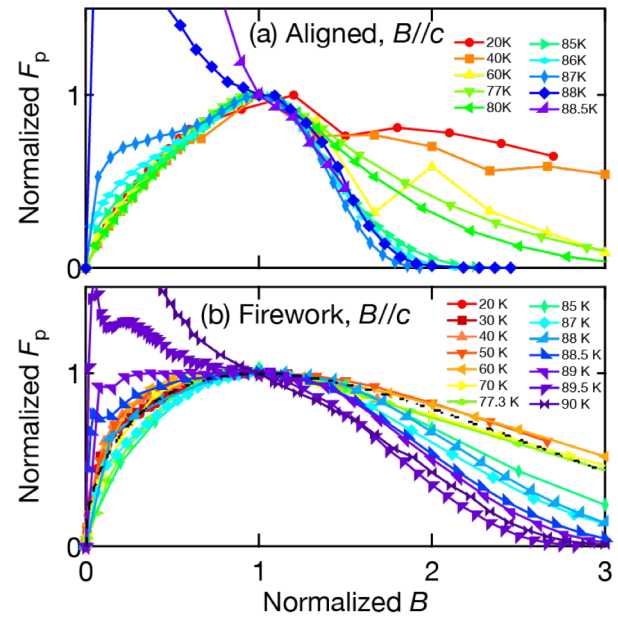 (a) Aligned, B//c
20K
40K
60K
77K
80K
85K
86K
87K
88K
88.5K
Normalized Fp
1
0
(b) Firework, B//c
20 K
30 K
40 K
50 K
60 K
70 K
77.3 K
85 K
87 K
88 K
88.5 K
89 K
89.5 K
90 K
Normalized Fp
1
0
0 1 2 3
Normalized B